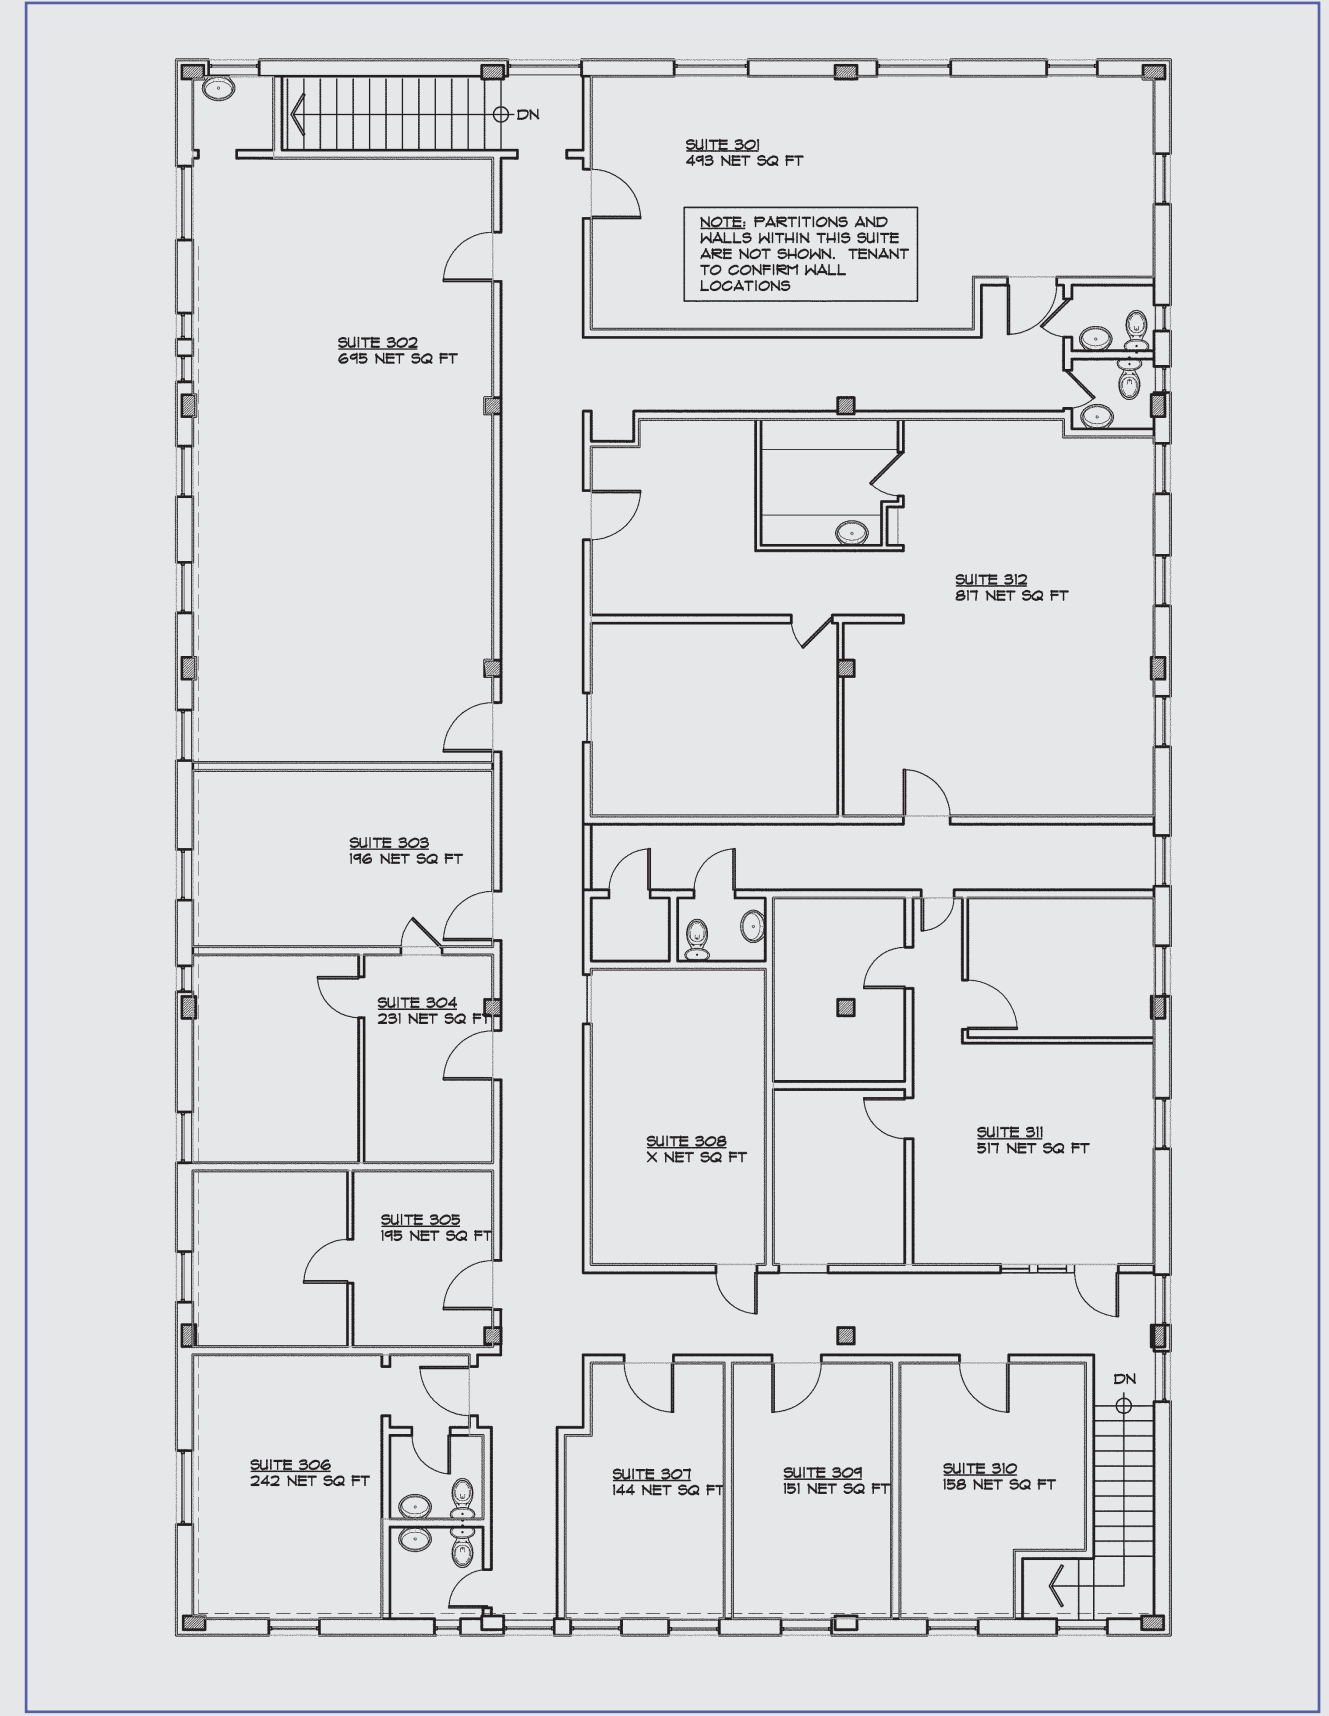 DN
SUITE 301
493 NET SQ FT
NOTE: PARTITIONS AND
WALLS WITHIN THIS SUITE
ARE NOT SHOWN. TENANT
TO CONFIRM WALL
LOCATIONS
SUITE 302
695 NET SQ FT
SUITE 312
817 NET SQ FT
SUITE 303
196 NET SQ FT
SUITE 304
231 NET SQ FT
SUITE 308
X NET SQ FT
SUITE 311
517 NET SQ FT
SUITE 305
195 NET SQ FT
DN
SUITE 306
242 NET SQ FT
SUITE 307
144 NET SQ FT
SUITE 309
151 NET SQ FT
SUITE 310
158 NET SQ FT